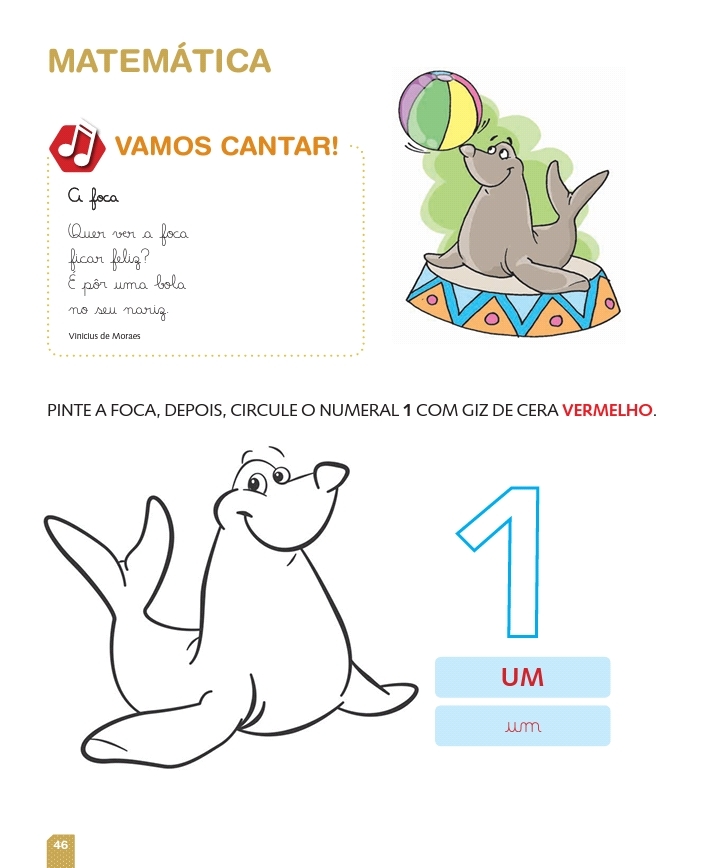 MATEMÁTICA
VAMOS CANTAR!
A foca
Quer ver a foca
ficar feliz?
É pôr uma bola
no seu nariz.
Vinicius de Moraes
PINTE A FOCA, DEPOIS, CIRCULE O NUMERAL 1 COM GIZ DE CERA VERMELHO.
1
UM
um
46